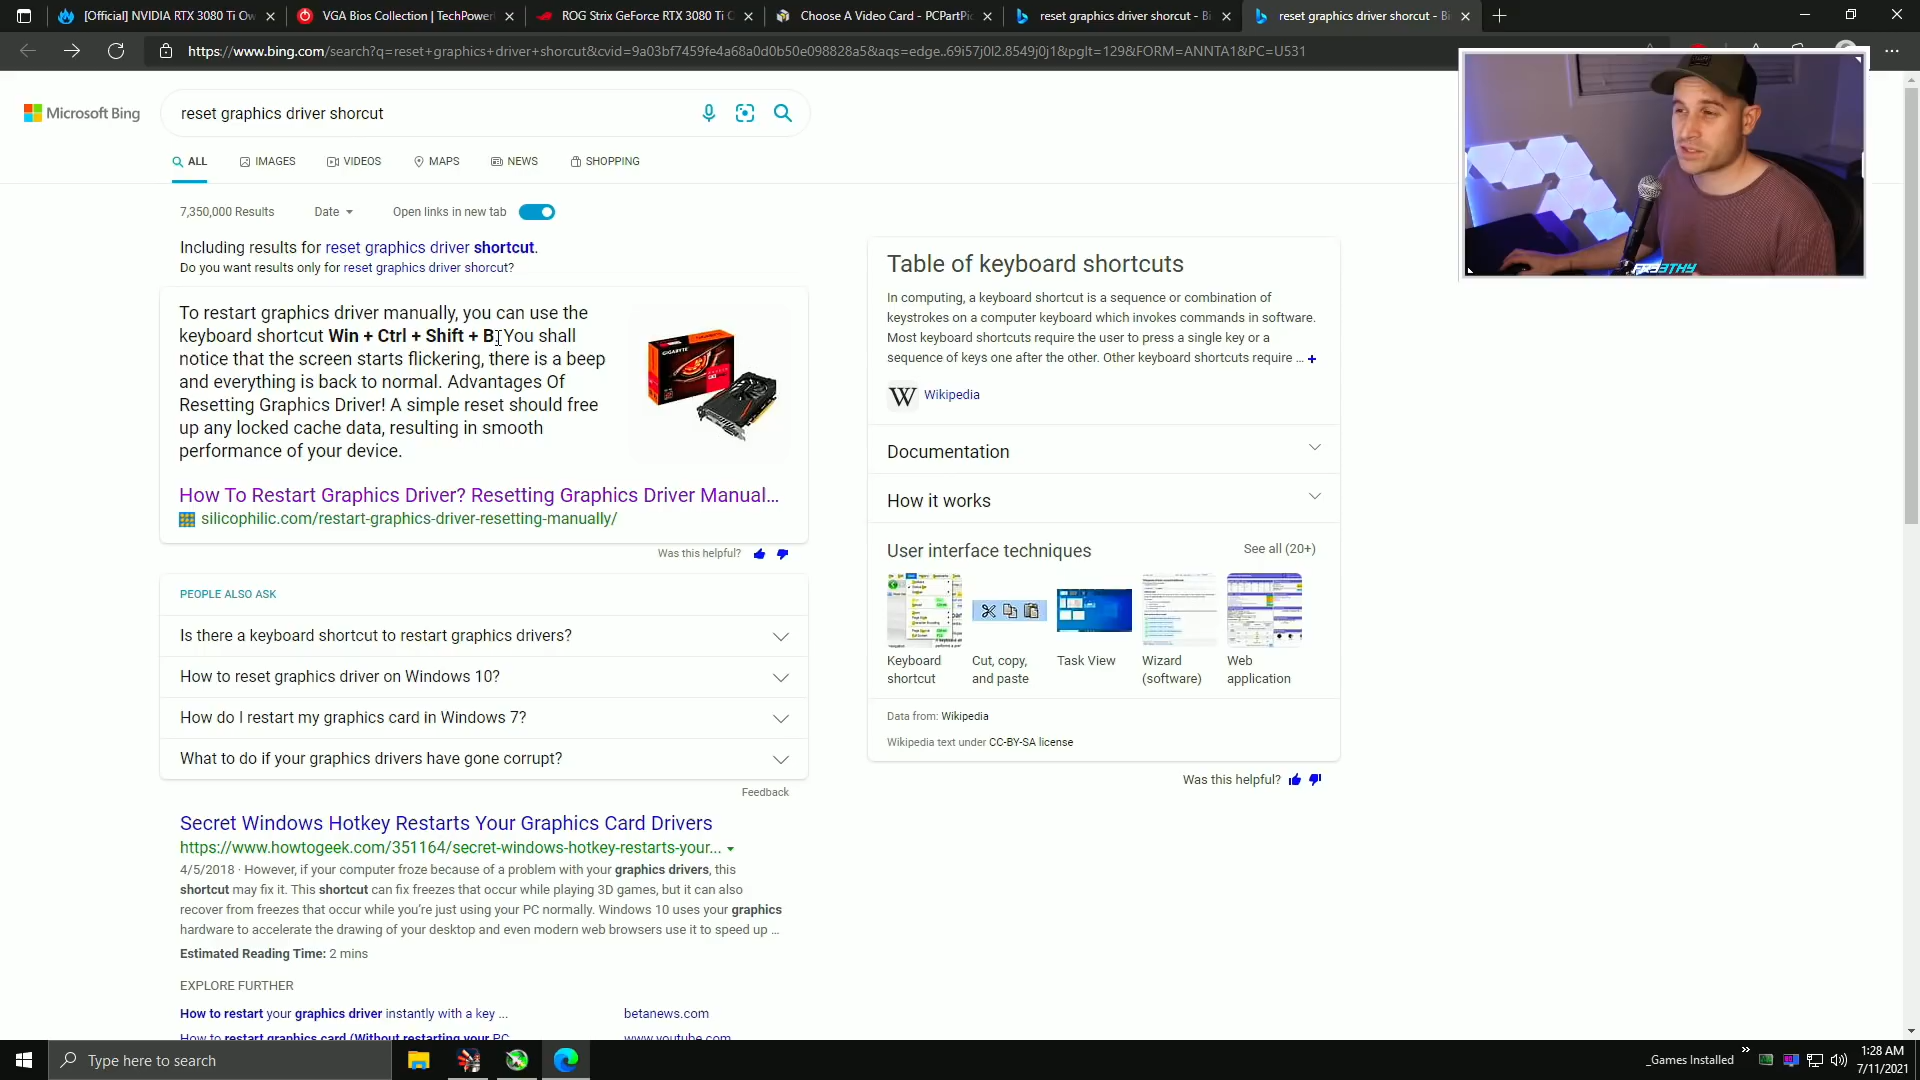 [Official] NVIDIA RTX 3080 Ti Ow
VGA Bios Collection | TechPower
ROG Strix GeForce RTX 3080 Ti O
Choose A Video Card - PCPartPic
reset graphics driver shorcut - Bi
reset graphics driver shorcut - Bi
https://www.bing.com/search?q=reset+graphics+driver+shorcut&cvid=9a03bf7459fe4a68a0d0b50e098828a5&aqs=edge..69i57j0l2.8549j0j1&pglt=129&FORM=ANNTA1&PC=U531
Microsoft Bing
reset graphics driver shorcut
ALL
IMAGES
VIDEOS
MAPS
NEWS
SHOPPING
FR33THY
7,350,000 Results
Date
Open links in new tab
Including results for reset graphics driver shortcut.
Do you want results only for reset graphics driver shorcut?
To restart graphics driver manually, you can use the
keyboard shortcut Win + Ctrl + Shift + B. You shall
notice that the screen starts flickering, there is a beep
and everything is back to normal. Advantages Of
Resetting Graphics Driver! A simple reset should free
up any locked cache data, resulting in smooth
performance of your device.
GIGABYTE
How To Restart Graphics Driver? Resetting Graphics Driver Manual...
silicophilic.com/restart-graphics-driver-resetting-manually/
Was this helpful?
PEOPLE ALSO ASK
Is there a keyboard shortcut to restart graphics drivers?
How to reset graphics driver on Windows 10?
How do I restart my graphics card in Windows 7?
What to do if your graphics drivers have gone corrupt?
Feedback
Secret Windows Hotkey Restarts Your Graphics Card Drivers
https://www.howtogeek.com/351164/secret-windows-hotkey-restarts-your...
4/5/2018 · However, if your computer froze because of a problem with your graphics drivers, this
shortcut may fix it. This shortcut can fix freezes that occur while playing 3D games, but it can also
recover from freezes that occur while you're just using your PC normally. Windows 10 uses your graphics
hardware to accelerate the drawing of your desktop and even modern web browsers use it to speed up ...
Estimated Reading Time: 2 mins
EXPLORE FURTHER
How to restart your graphics driver instantly with a key ...
betanews.com
How to restart graphics card (Without restarting your PC
www.youtube.com
Table of keyboard shortcuts
In computing, a keyboard shortcut is a sequence or combination of
keystrokes on a computer keyboard which invokes commands in software.
Most keyboard shortcuts require the user to press a single key or a
sequence of keys one after the other. Other keyboard shortcuts require ... +
W Wikipedia
Documentation
How it works
User interface techniques
See all (20+)
Keyboard
shortcut
Cut, copy,
and paste
Task View
Wizard
(software)
Web
application
Data from: Wikipedia
Wikipedia text under CC-BY-SA license
Was this helpful?
Type here to search
_Games Installed
1:28 AM
7/11/2021